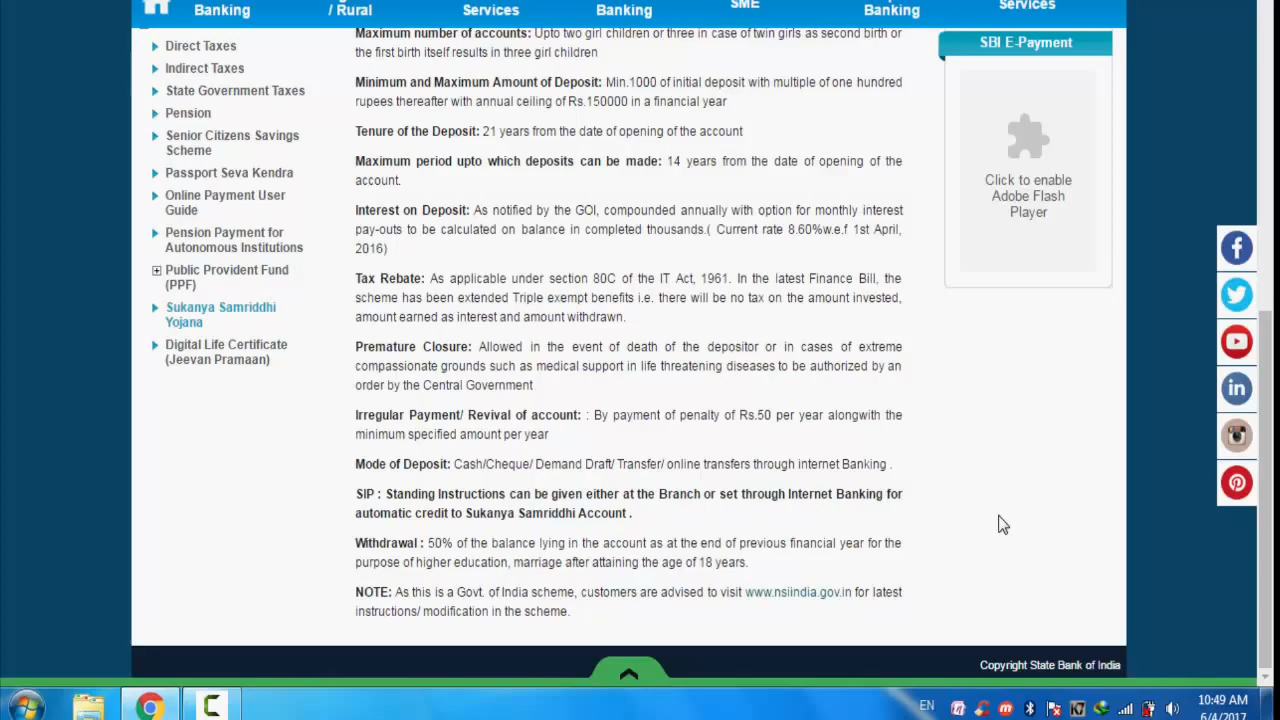 Banking
/ Rural
Services
Banking
SME
Banking
Services
Direct Taxes
Indirect Taxes
State Government Taxes
Pension
Senior Citizens Savings
Scheme
Passport Seva Kendra
Online Payment User
Guide
Pension Payment for
Autonomous Institutions
Public Provident Fund
(PPF)
Sukanya Samriddhi
Yojana
Digital Life Certificate
(Jeevan Pramaan)
Maximum number of accounts: Upto two girl children or three in case of twin girls as second birth or
the first birth itself results in three girl children
Minimum and Maximum Amount of Deposit: Min.1000 of initial deposit with multiple of one hundred
rupees thereafter with annual ceiling of Rs.150000 in a financial year
Tenure of the Deposit: 21 years from the date of opening of the account
Maximum period upto which deposits can be made: 14 years from the date of opening of the
account.
Interest on Deposit: As notified by the GOI, compounded annually with option for monthly interest
pay-outs to be calculated on balance in completed thousands.( Current rate 8.60%w.e.f 1st April,
2016)
Tax Rebate: As applicable under section 80C of the IT Act, 1961. In the latest Finance Bill, the
scheme has been extended Triple exempt benefits i.e. there will be no tax on the amount invested,
amount earned as interest and amount withdrawn.
Premature Closure: Allowed in the event of death of the depositor or in cases of extreme
compassionate grounds such as medical support in life threatening diseases to be authorized by an
order by the Central Government
Irregular Payment/ Revival of account: : By payment of penalty of Rs.50 per year alongwith the
minimum specified amount per year
Mode of Deposit: Cash/Cheque/ Demand Draft/ Transfer/ online transfers through internet Banking .
SIP : Standing Instructions can be given either at the Branch or set through Internet Banking for
automatic credit to Sukanya Samriddhi Account .
Withdrawal : 50% of the balance lying in the account as at the end of previous financial year for the
purpose of higher education, marriage after attaining the age of 18 years.
NOTE: As this is a Govt. of India scheme, customers are advised to visit www.nsiindia.gov.in for latest
instructions/ modification in the scheme.
SBI E-Payment
Click to enable
Adobe Flash
Player
Copyright State Bank of India
EN
10:49 AM
6/4/2017